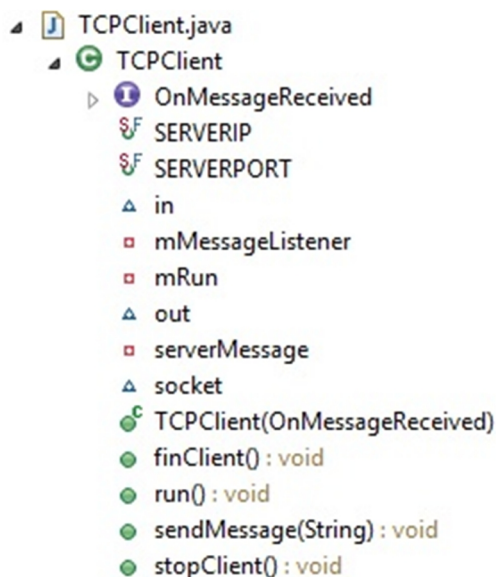 TCPClient.java
TCPClient
OnMessageReceived
SERVERIP
SERVERPORT
in
mMessageListener
mRun
out
serverMessage
socket
TCPClient(OnMessageReceived)
finClient() : void
run() : void
sendMessage(String) : void
stopClient() : void